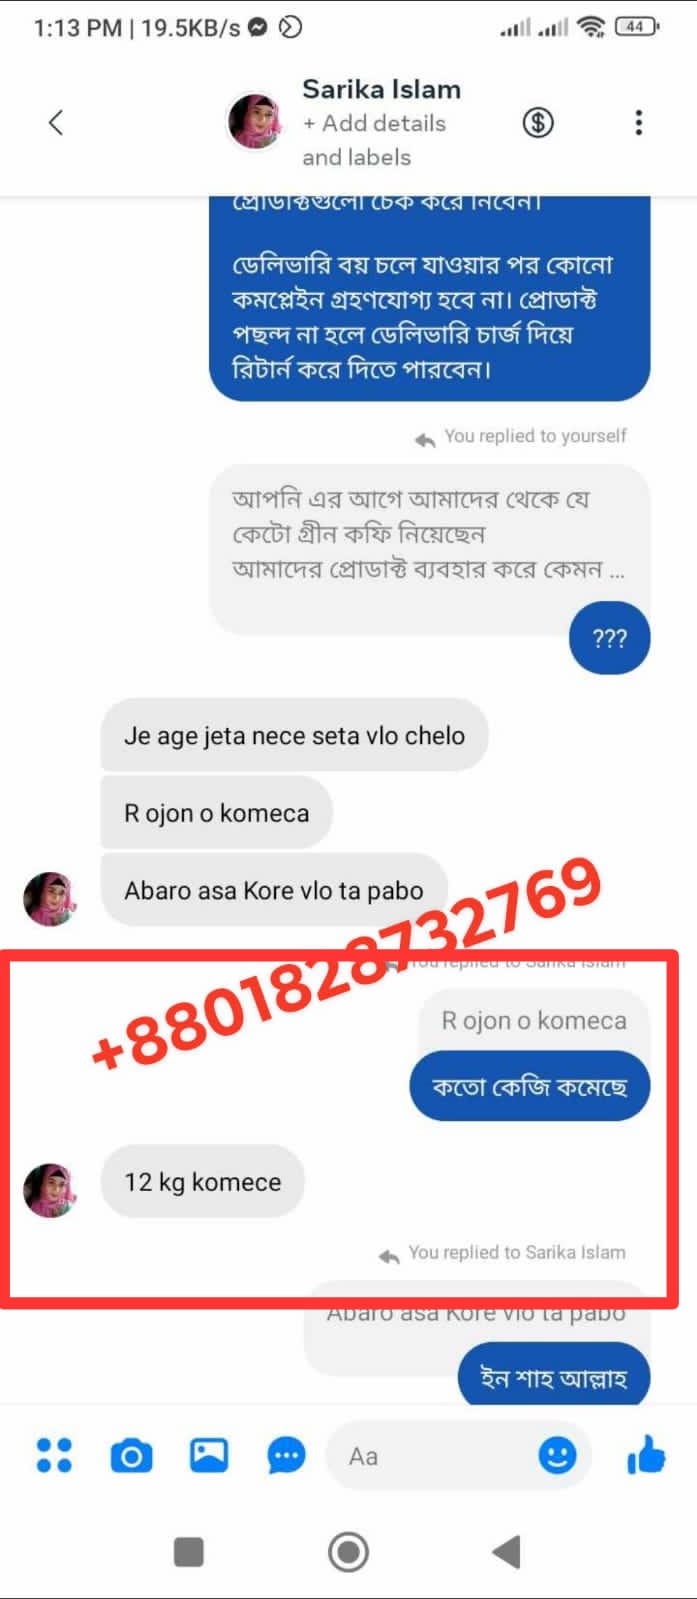 1:13 PM | 19.5KB/s
44
Sarika Islam
+ Add details
and labels
প্রোডাক্টগুলো চেক করে নিবেন।
ডেলিভারি বয় চলে যাওয়ার পর কোনো
কমপ্লেইন গ্রহণযোগ্য হবে না। প্রোডাক্ট
পছন্দ না হলে ডেলিভারি চার্জ দিয়ে
রিটার্ন করে দিতে পারবেন।
You replied to yourself
আপনি এর আগে আমাদের থেকে যে
কেটো গ্রীন কফি নিয়েছেন
আমাদের প্রোডাক্ট ব্যবহার করে কেমন ...
???
Je age jeta nece seta vlo chelo
R ojon o komeca
Abaro asa Kore vlo ta pabo
+8801828732769
You replied to Sarika Islam
R ojon o komeca
কতো কেজি কমেছে
12 kg komece
You replied to Sarika Islam
Abaro asa Kore vlo ta pabo
ইন শাহ আল্লাহ
Aa